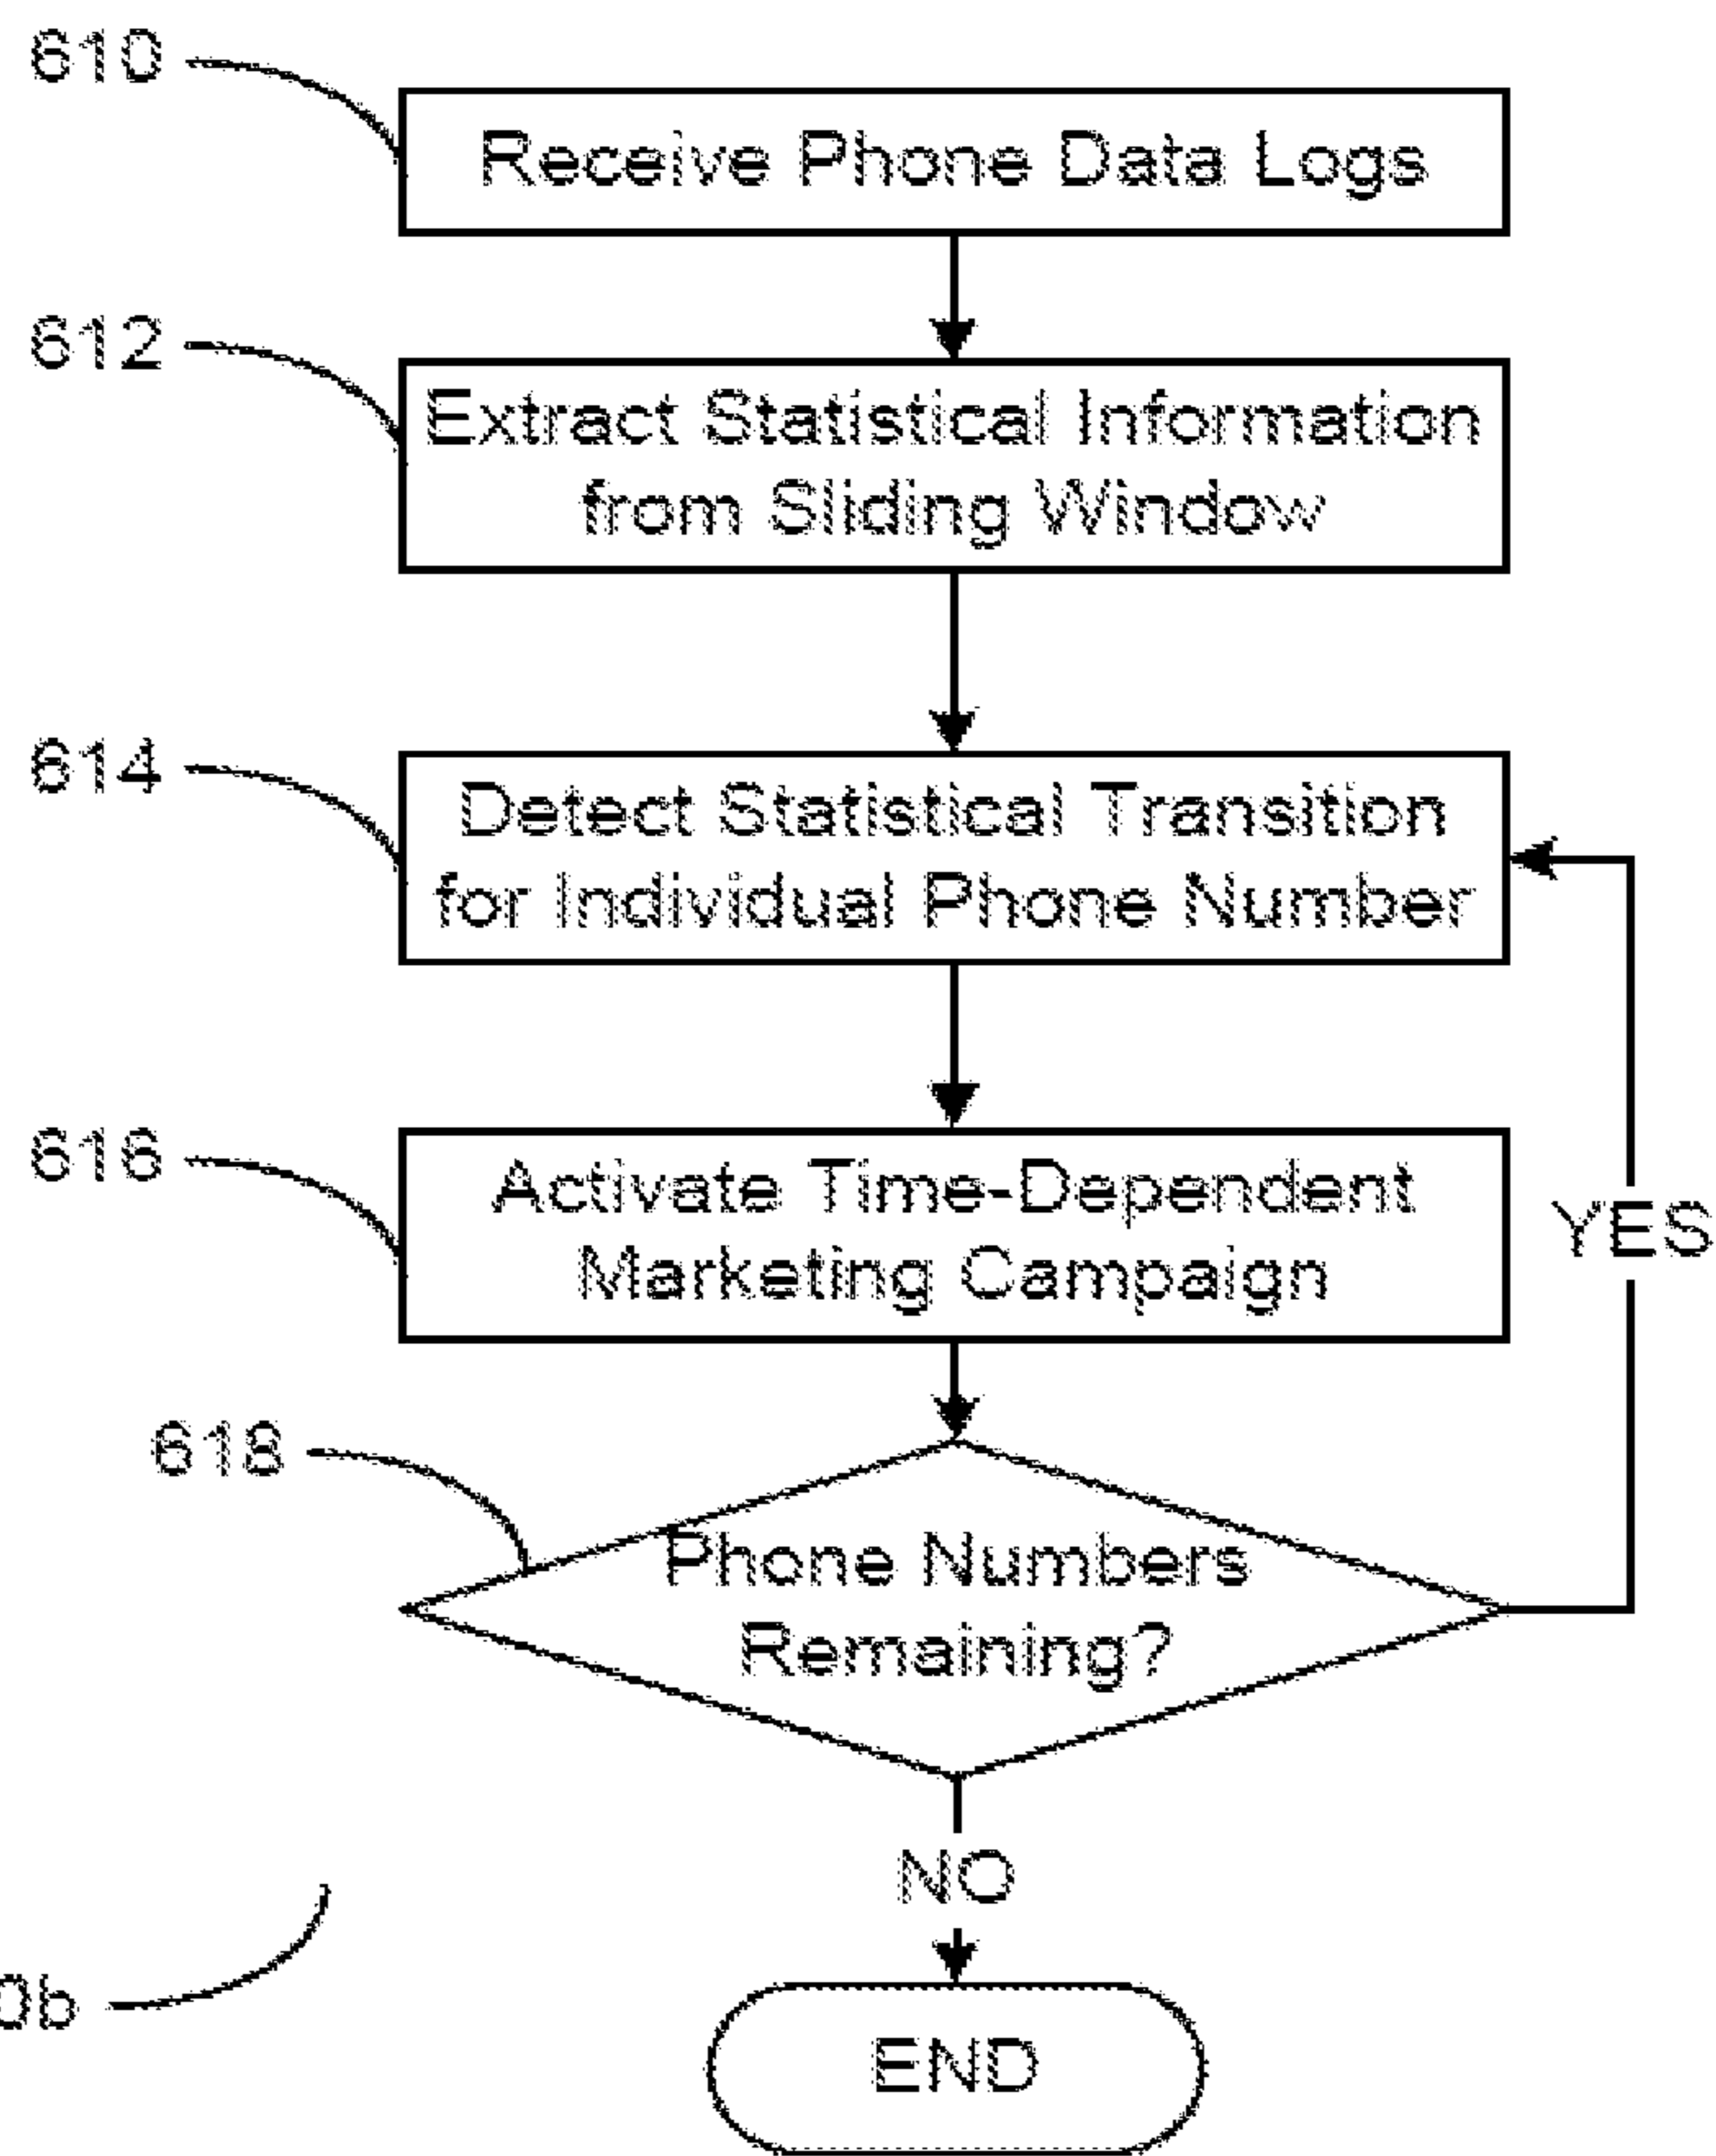 610
Receive Phone Data Logs
612
Extract Statistical Information
from Sliding Window
614
Detect Statistical Transition
for Individual Phone Number
616
Activate Time-Dependent
Marketing Campaign
YES
618
Phone Numbers
Remaining?
NO
0b
END